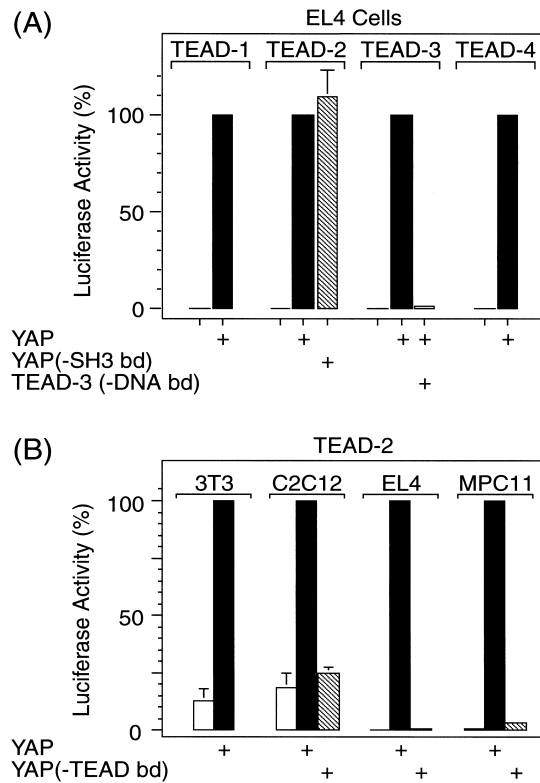 (A)
EL4 Cells
TEAD-1 TEAD-2 TEAD-3 TEAD-4
Luciferase Activity (%)
100
50
0
YAP + + + + +
YAP(-SH3 bd) +
TEAD-3 (-DNA bd) +
(B)
TEAD-2
3T3 C2C12 EL4 MPC11
Luciferase Activity (%)
100
50
0
YAP + + + +
YAP(-TEAD bd) + + +